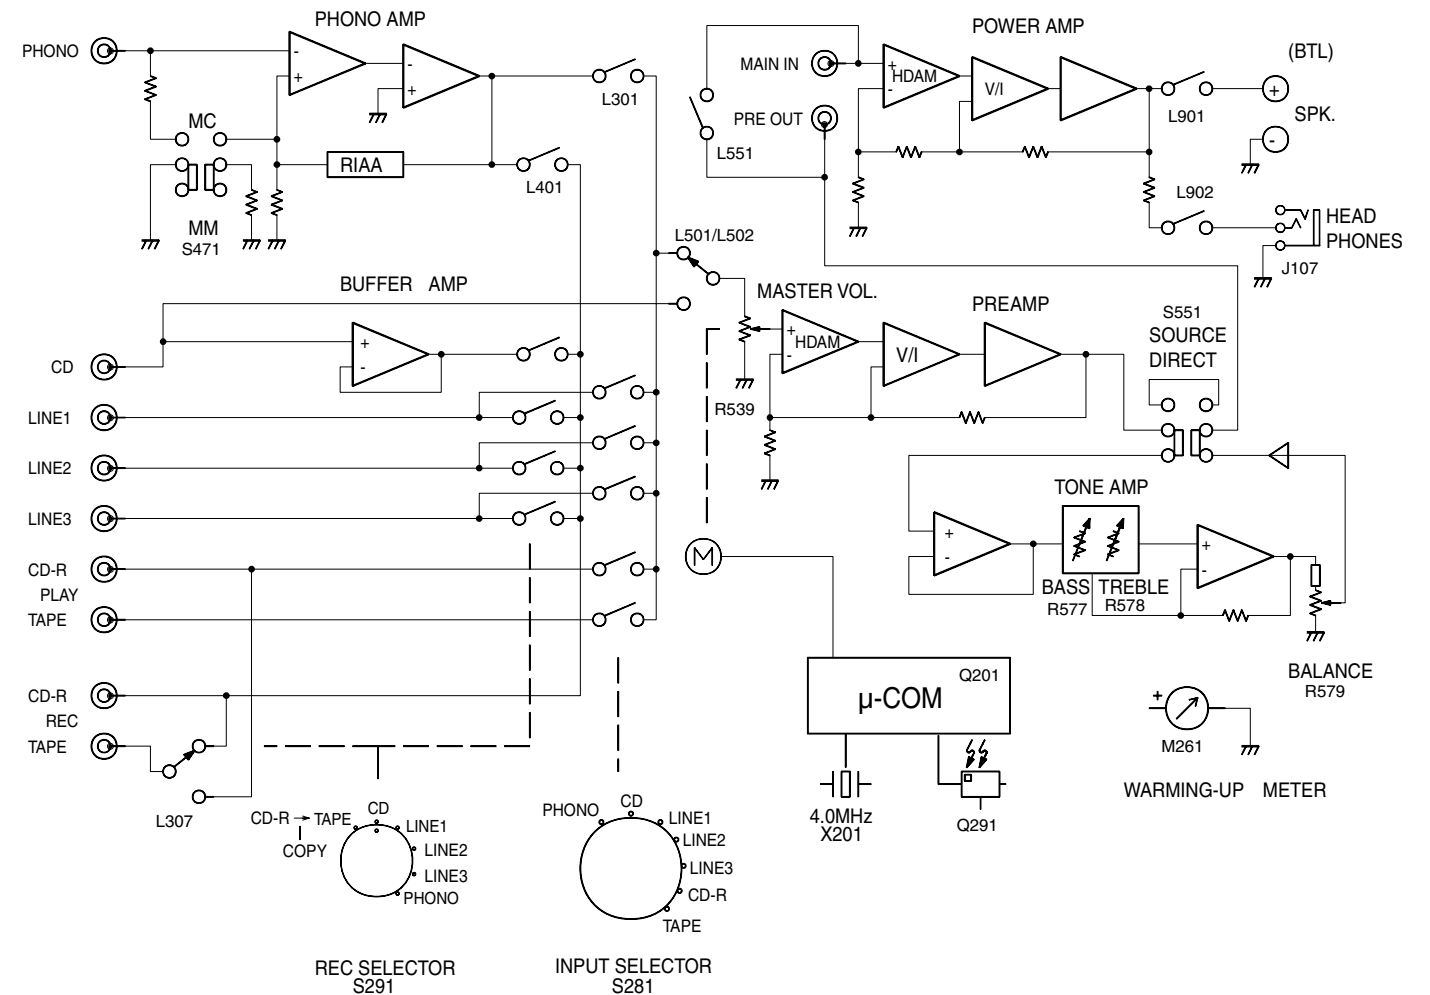 PHONO AMP
PHONO
-
+
-
+
L301
MC
RIAA
L401
MM
S471
POWER AMP
MAIN IN
+
-
HDAM
V/I
(BTL)
+
L901
SPK.
-
PRE OUT
L551
L902
HEAD
PHONES
J107
L501/L502
BUFFER AMP
+
-
CD
LINE1
LINE2
LINE3
CD-R
PLAY
TAPE
CD-R
REC
TAPE
L307
MASTER VOL.
PREAMP
+
-
HDAM
V/I
R539
S551
SOURCE
DIRECT
TONE AMP
+
-
+
-
BASS TREBLE
R577 R578
M
BALANCE
R579
Q201
µ-COM
4.0MHz
X201
Q291
+
M261
WARMING-UP METER
CD-R → TAPE
COPY
CD
LINE1
LINE2
LINE3
PHONO
REC SELECTOR
S291
PHONO
CD
LINE1
LINE2
LINE3
CD-R
TAPE
INPUT SELECTOR
S281